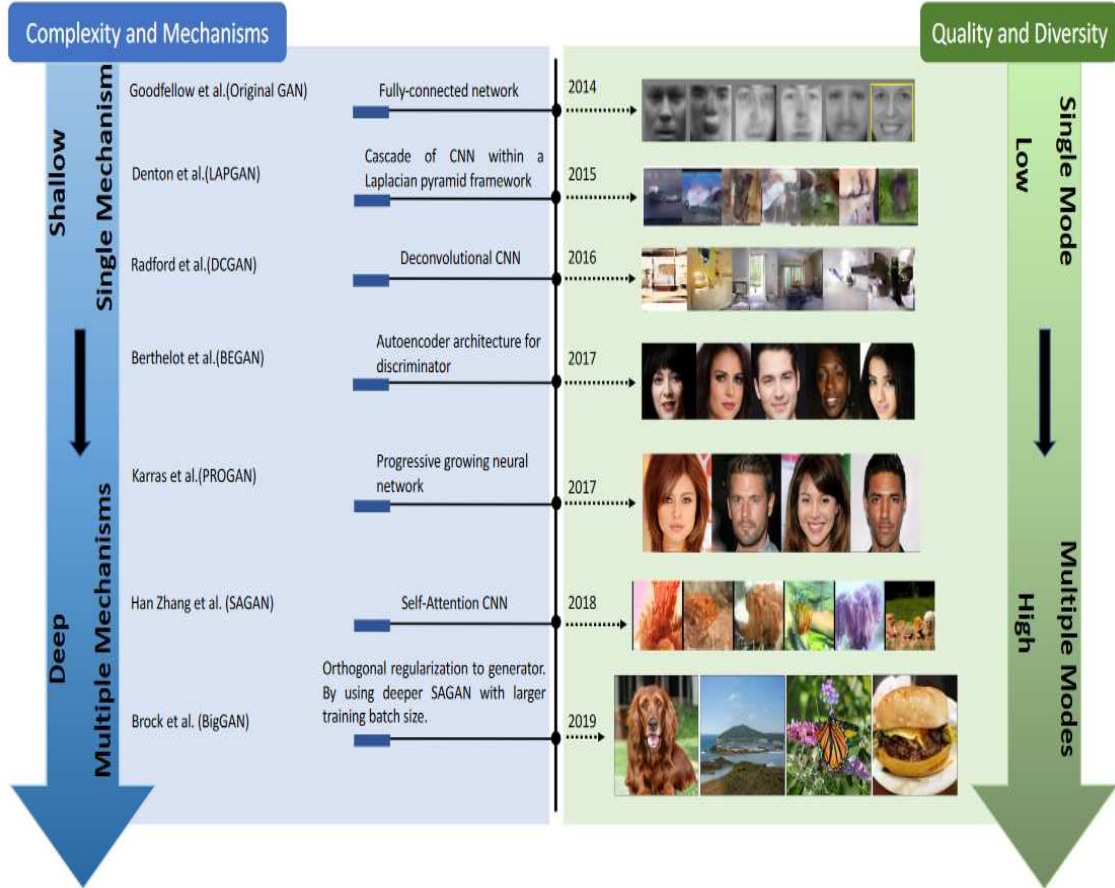 Complexity and Mechanisms
Quality and Diversity
Shallow
Single Mechanism
Deep
Multiple Mechanisms
Goodfellow et al.(Original GAN)
Fully-connected network
2014
Denton et al.(LAPGAN)
Cascade of CNN within a
Laplacian pyramid framework
2015
Radford et al.(DCGAN)
Deconvolutional CNN
2016
Berthelot et al.(BEGAN)
Autoencoder architecture for
discriminator
2017
Karras et al.(PROGAN)
Progressive growing neural
network
2017
Han Zhang et al. (SAGAN)
Self-Attention CNN
2018
Brock et al. (BigGAN)
Orthogonal regularization to generator.
By using deeper SAGAN with larger
training batch size.
2019
Low
Single Mode
High
Multiple Modes